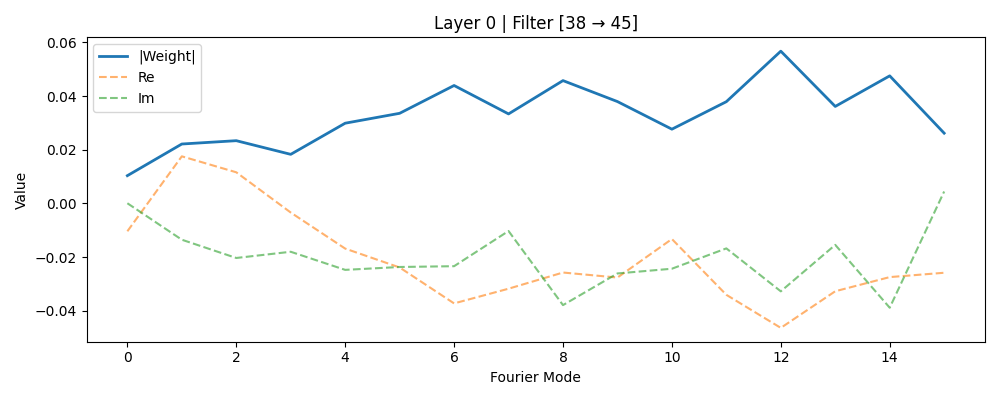 Layer 0 | Filter [38 → 45]
|Weight|
Re
Im
0.06
0.04
0.02
0.00
−0.02
−0.04
Value
0 2 4 6 8 10 12 14
Fourier Mode